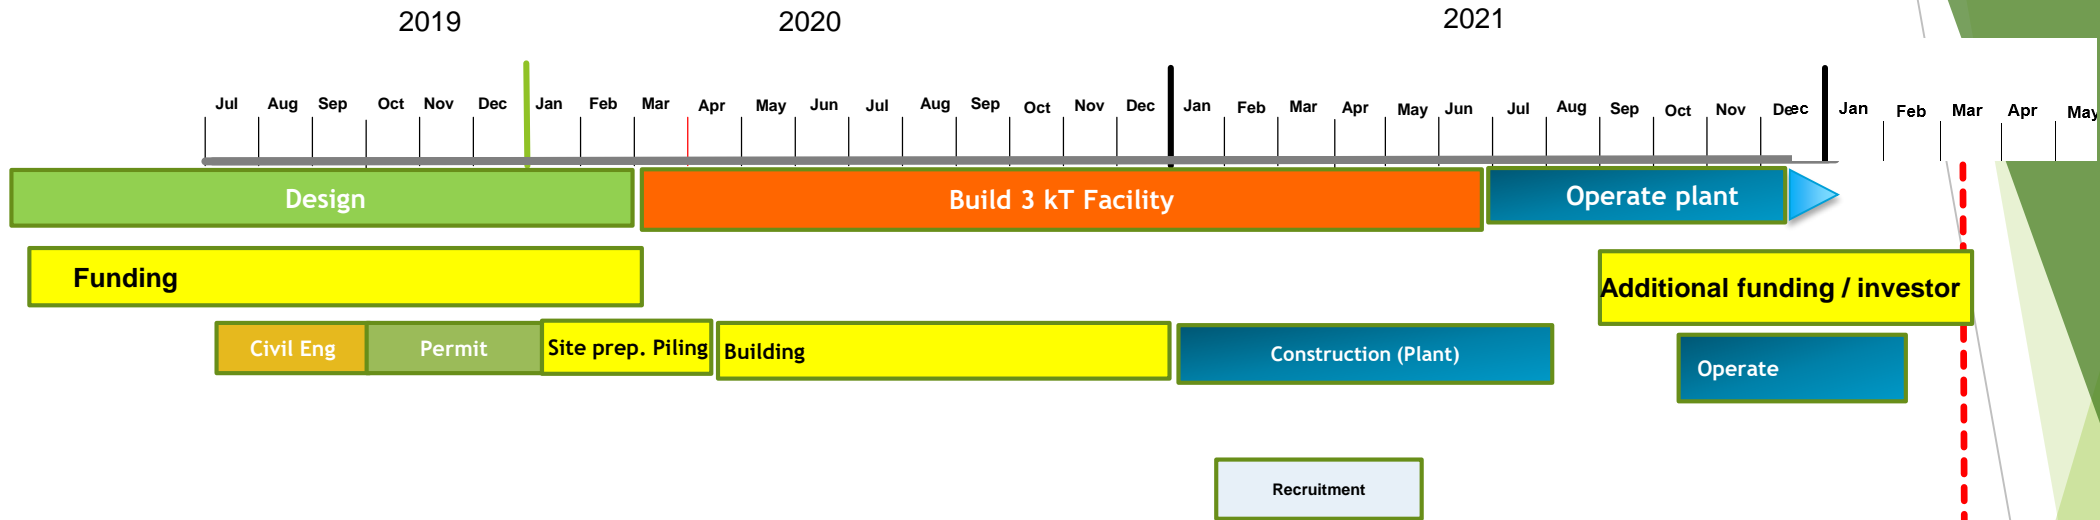 2019 2020 2021
Jul Aug Sep Oct Nov Dec Jan Feb Mar Apr May Jun Jul Aug Sep Oct Nov Dec Jan Feb Mar Apr May Jun Jul Aug Sep Oct Nov Dec Jan Feb Mar Apr May
Design Build 3 kT Facility Operate plant
Funding Additional funding / investor
Civil Eng Permit Site prep. Piling Building Construction (Plant) Operate
Recruitment